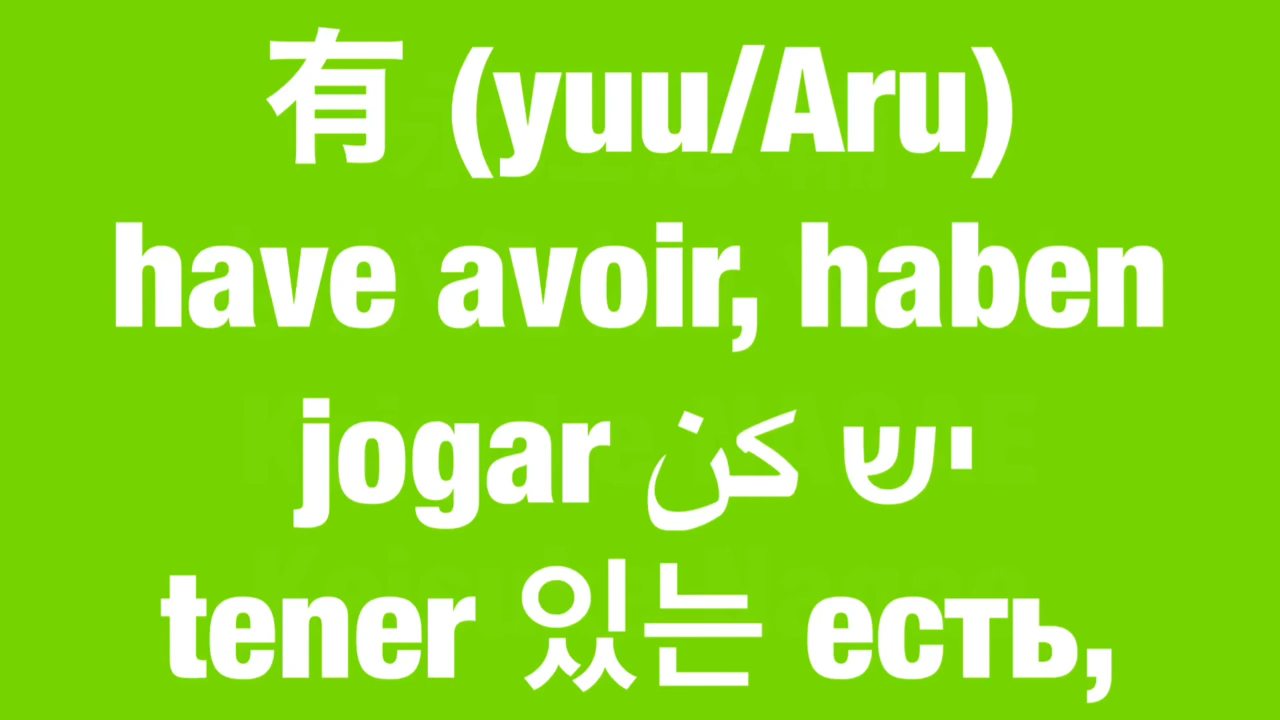 有 (yuu/Aru)
have avoir, haben
jogar كن יש
tener 있는 есть,